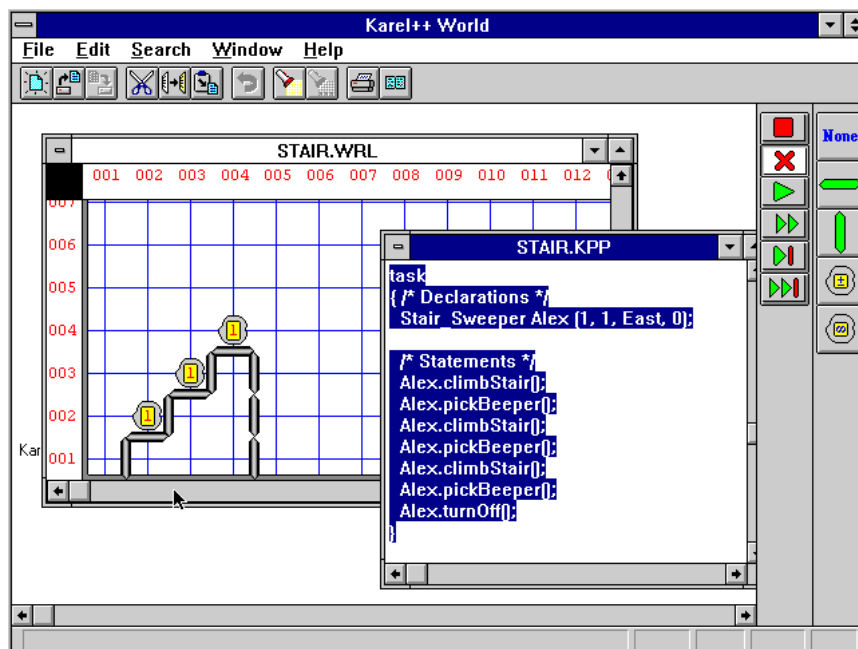 Karel++ World
File Edit Search Window Help
None
STAIR.WRL
001 002 003 004 005 006 007 008 009 010 011 012
007
006
005
004
003
002
001
1
1
1
Kar
STAIR.KPP
task
{ /* Declarations */
Stair_Sweeper Alex (1, 1, East, 0);
/* Statements */
Alex.climbStair();
Alex.pickBeeper();
Alex.climbStair();
Alex.pickBeeper();
Alex.climbStair();
Alex.pickBeeper();
Alex.turnOff();
}